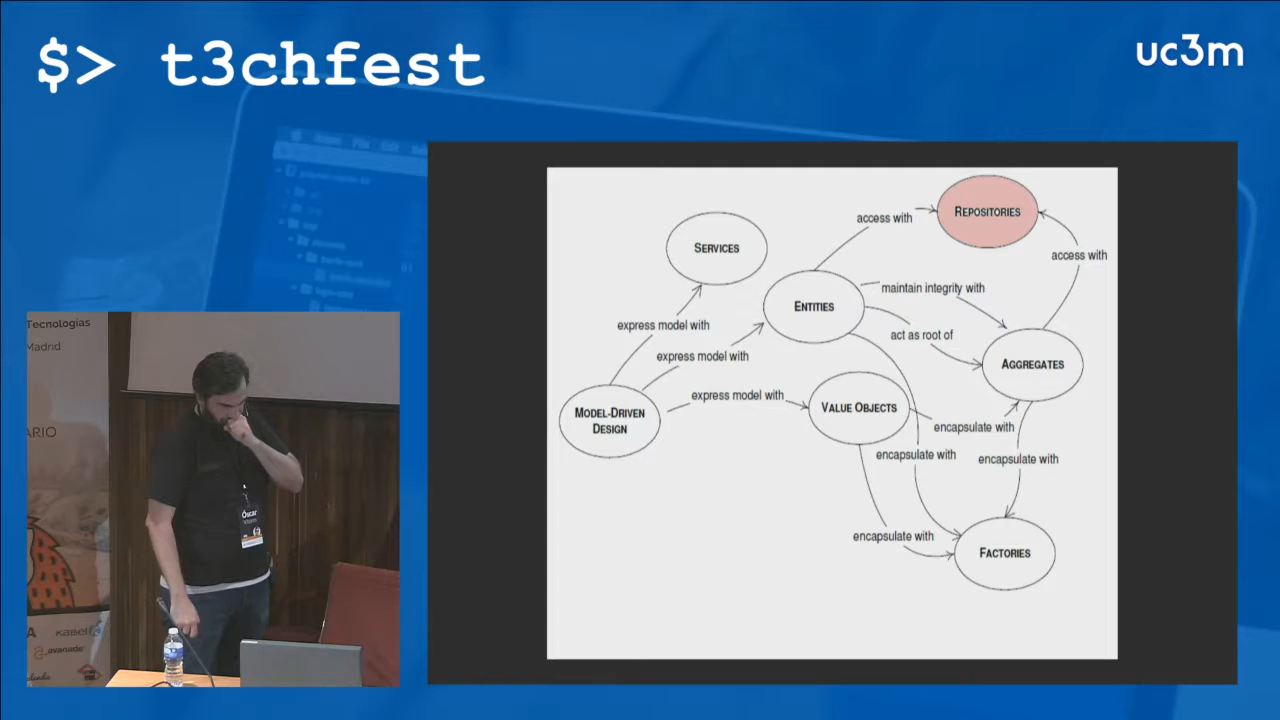 $> t3chfest
uc3m
REPOSITORIES
access with
SERVICES
access with
ENTITIES
maintain integrity with
express model with
act as root of
express model with
AGGREGATES
express model with
VALUE OBJECTS
MODEL-DRIVEN
DESIGN
encapsulate with
encapsulate with
encapsulate with
encapsulate with
FACTORIES
Tecnologías
Madrid
ARIO
Óscar
KABEL
avanade